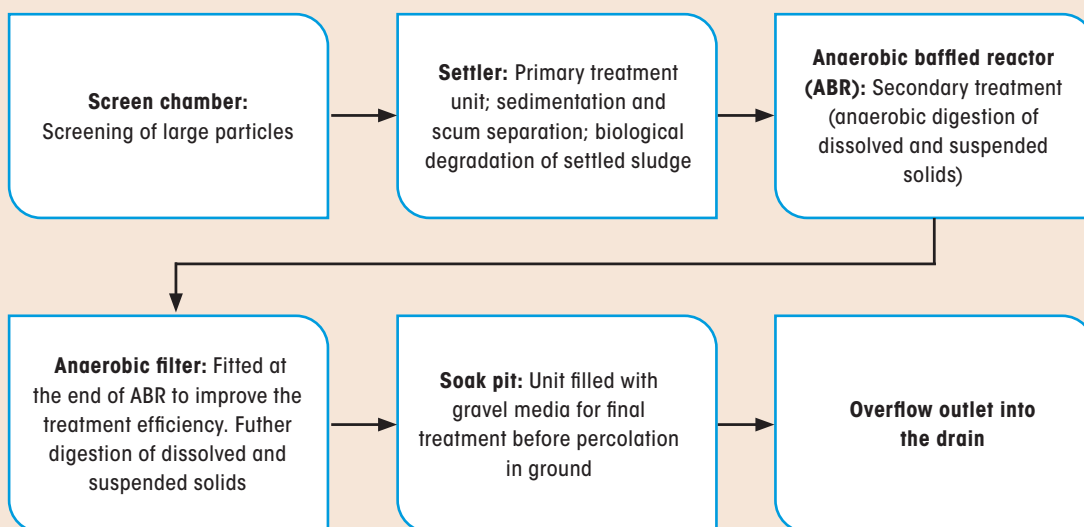 Screen chamber:
Screening of large particles
Settler: Primary treatment
unit; sedimentation and
scum separation; biological
degradation of settled sludge
Anaerobic baffled reactor
(ABR): Secondary treatment
(anaerobic digestion of
dissolved and suspended
solids)
Anaerobic filter: Fitted at
the end of ABR to improve the
treatment efficiency. Futher
digestion of dissolved and
suspended solids
Soak pit: Unit filled with
gravel media for final
treatment before percolation
in ground
Overflow outlet into
the drain